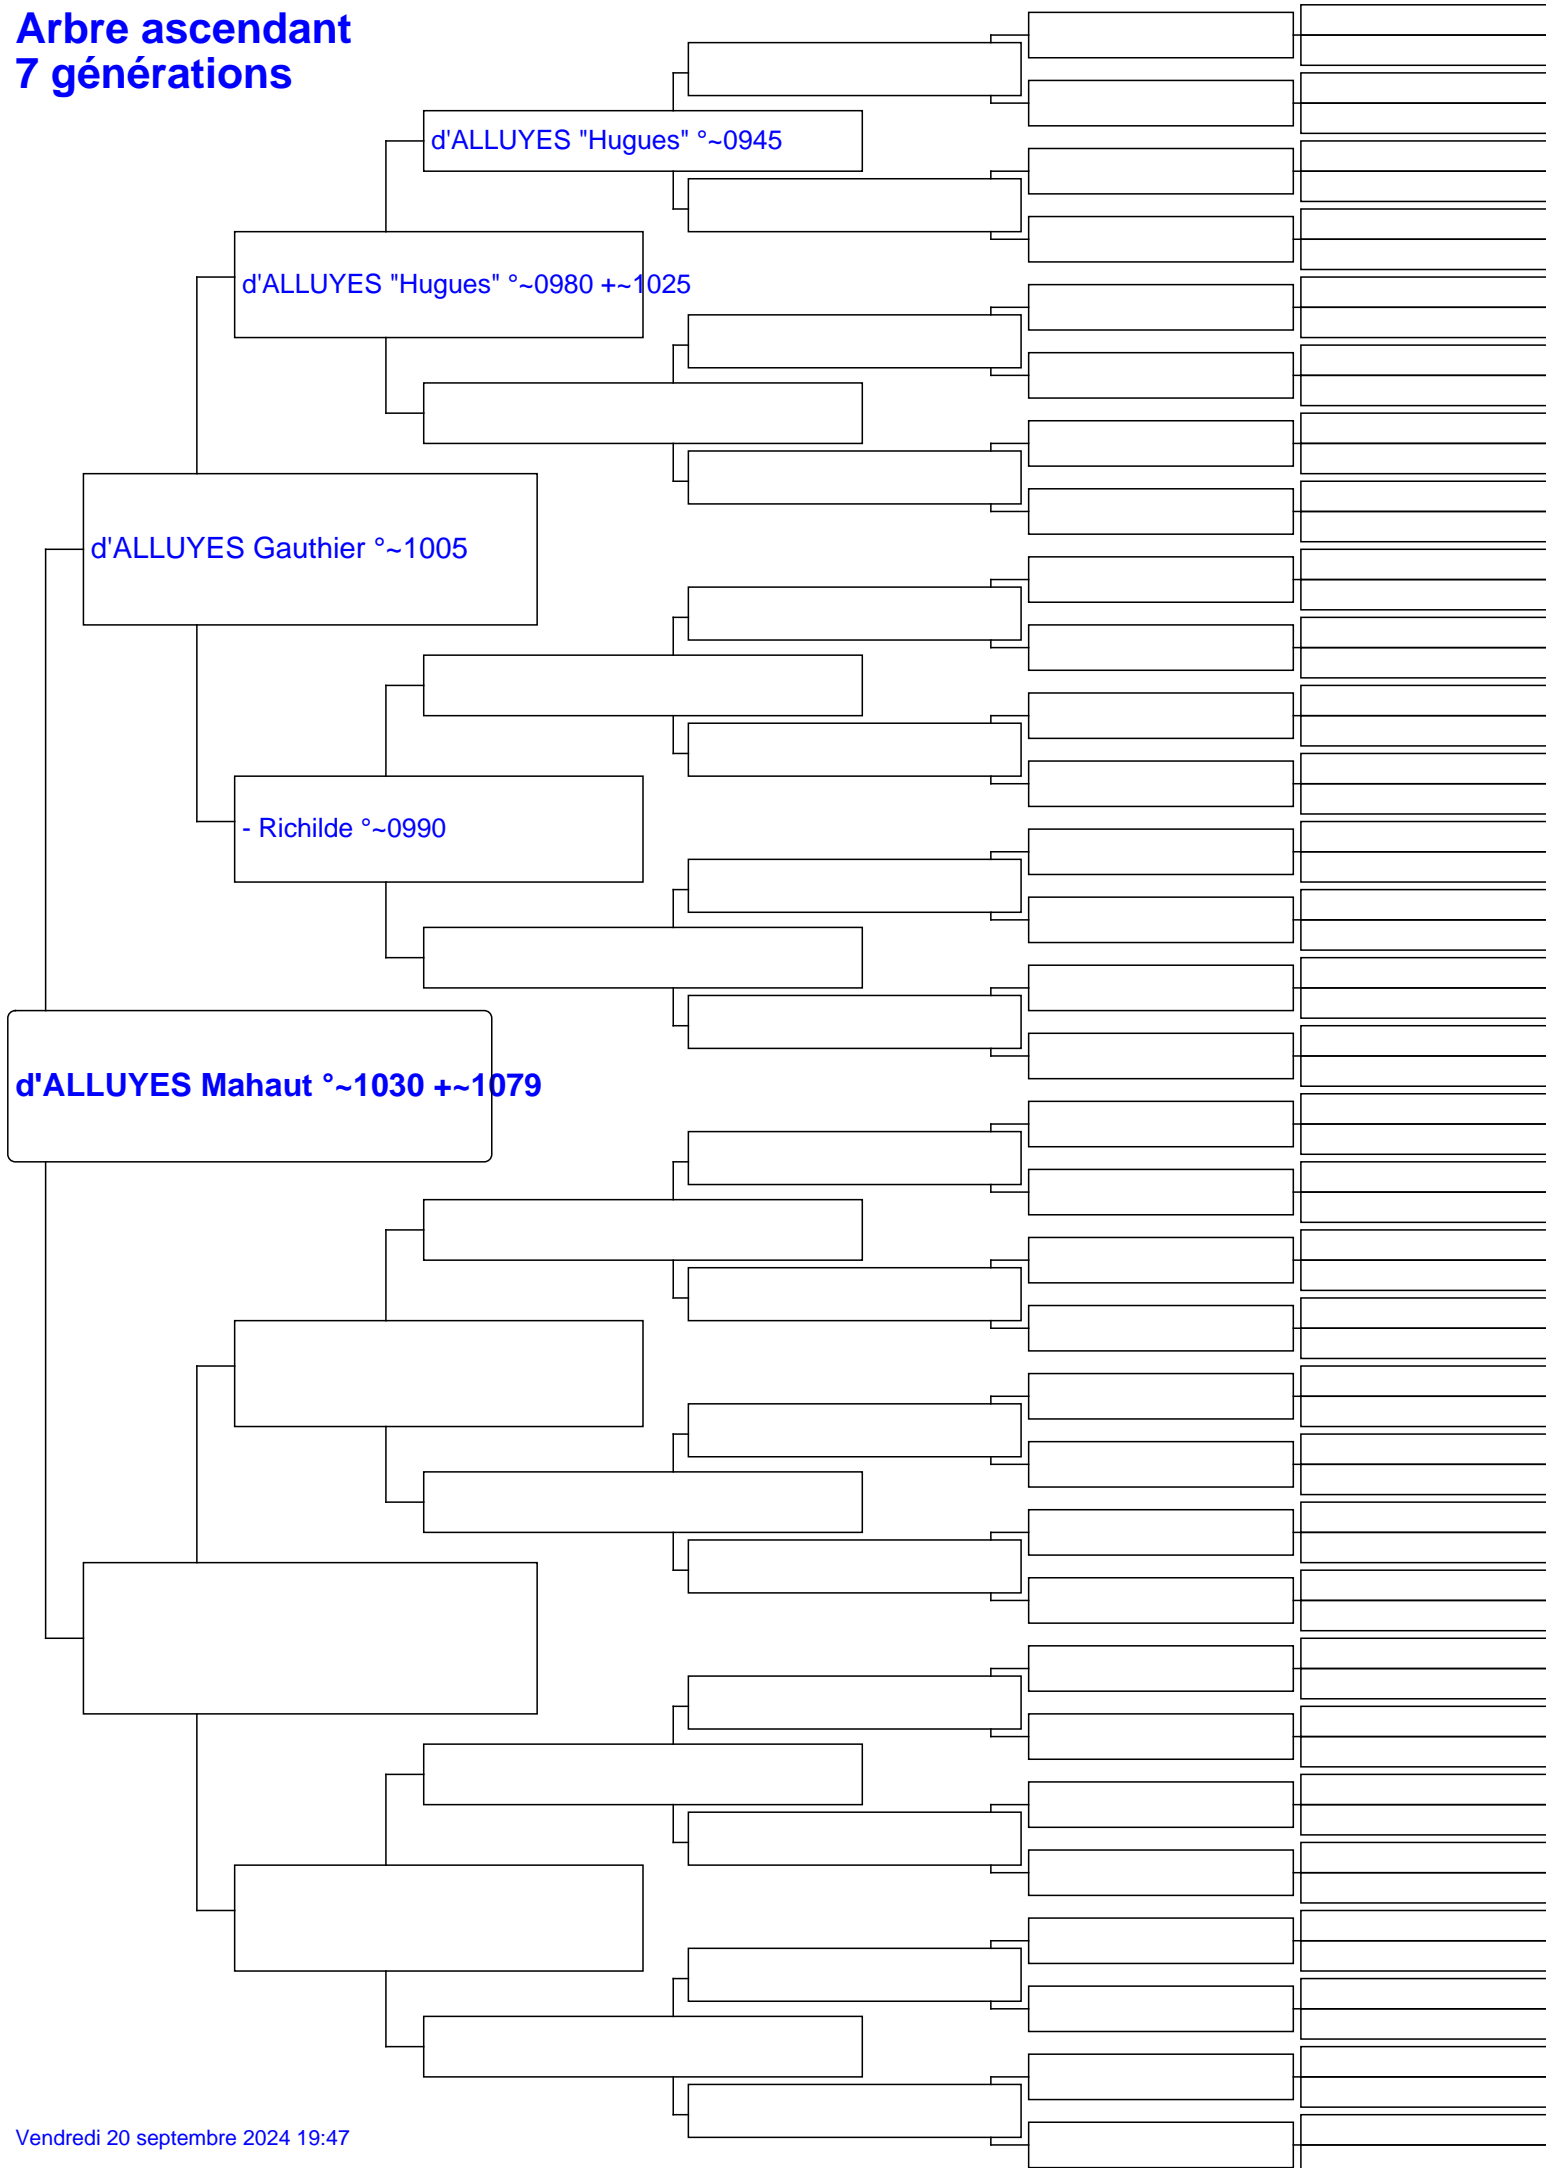 Arbre ascendant
7 générations
d'ALLUYES "Hugues" °~0945
d'ALLUYES "Hugues" °~0980 +~1025
d'ALLUYES Gauthier °~1005
- Richilde °~0990
d'ALLUYES Mahaut °~1030 +~1079
Vendredi 20 septembre 2024 19:47